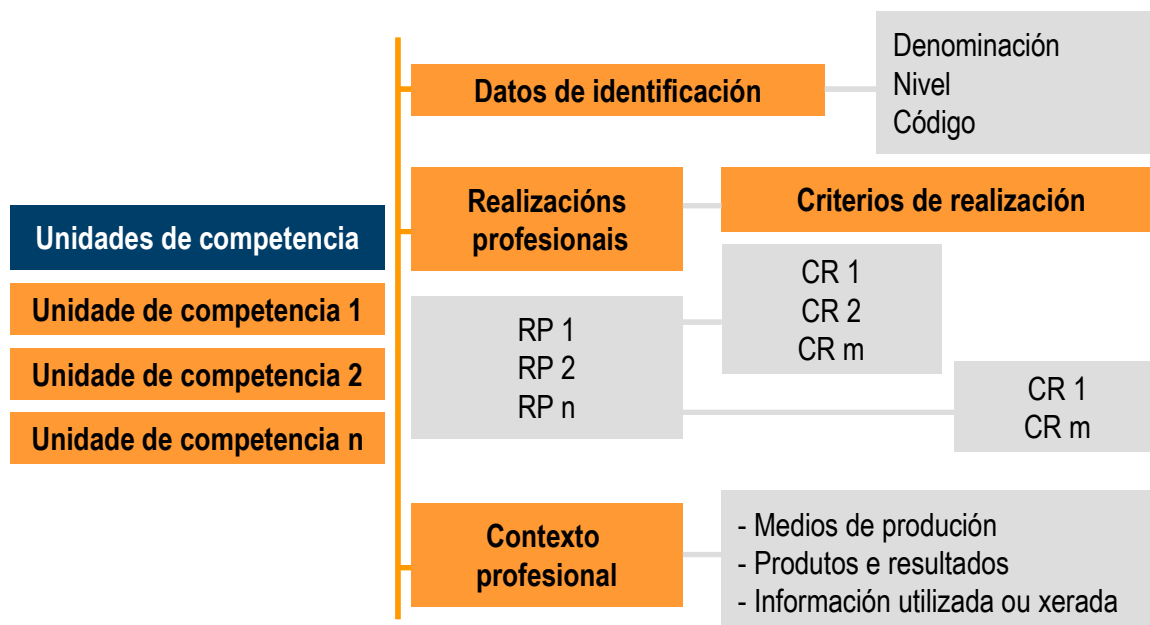 Unidades de competencia
Unidade de competencia 1
Unidade de competencia 2
Unidade de competencia n
Datos de identificación
Denominación
Nivel
Código
Realizacións
profesionais
Criterios de realización
RP 1
RP 2
RP n
CR 1
CR 2
CR m
CR 1
CR m
Contexto
profesional
- Medios de produción
- Produtos e resultados
- Información utilizada ou xerada